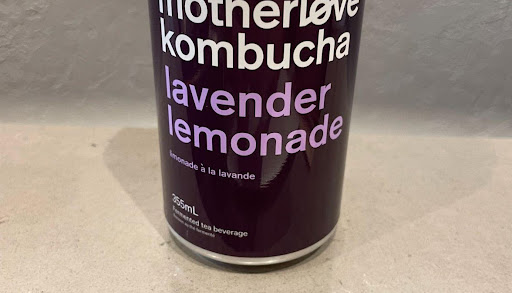 motherløve
kombucha
lavender
lemonade
limonade à la lavande
355mL
Fermented tea beverage